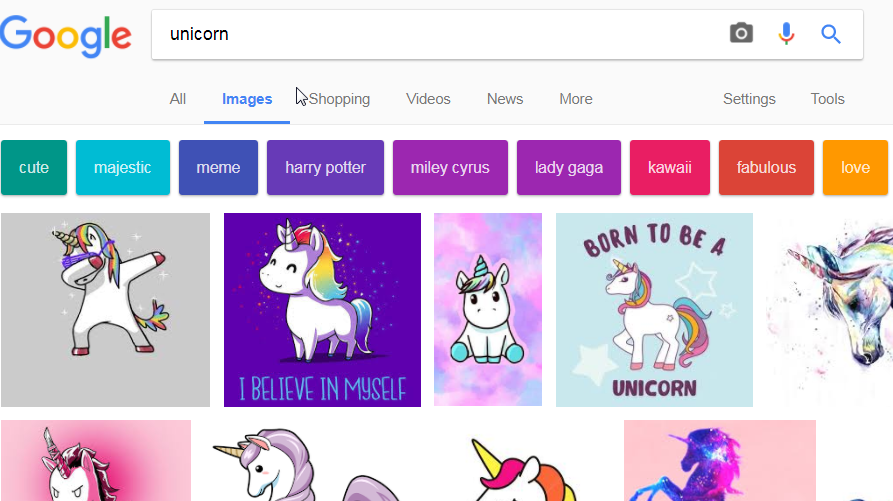 Google
unicorn
All Images Shopping Videos News More Settings Tools
cute majestic meme harry potter miley cyrus lady gaga kawaii fabulous love
I BELIEVE IN MYSELF
BORN TO BE A
UNICORN